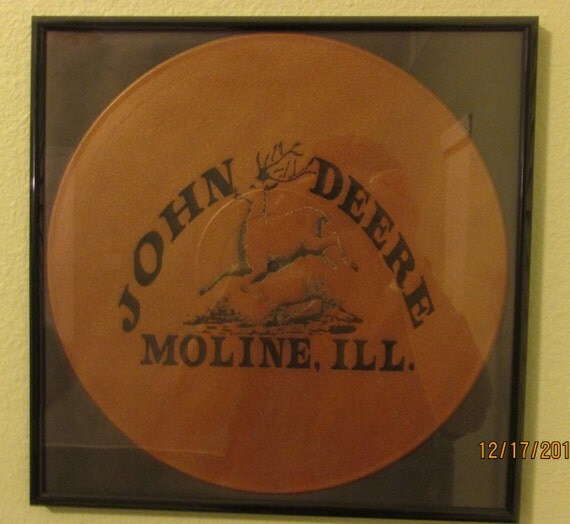 JOHN DEERE
MOLINE, ILL.
12/17/201